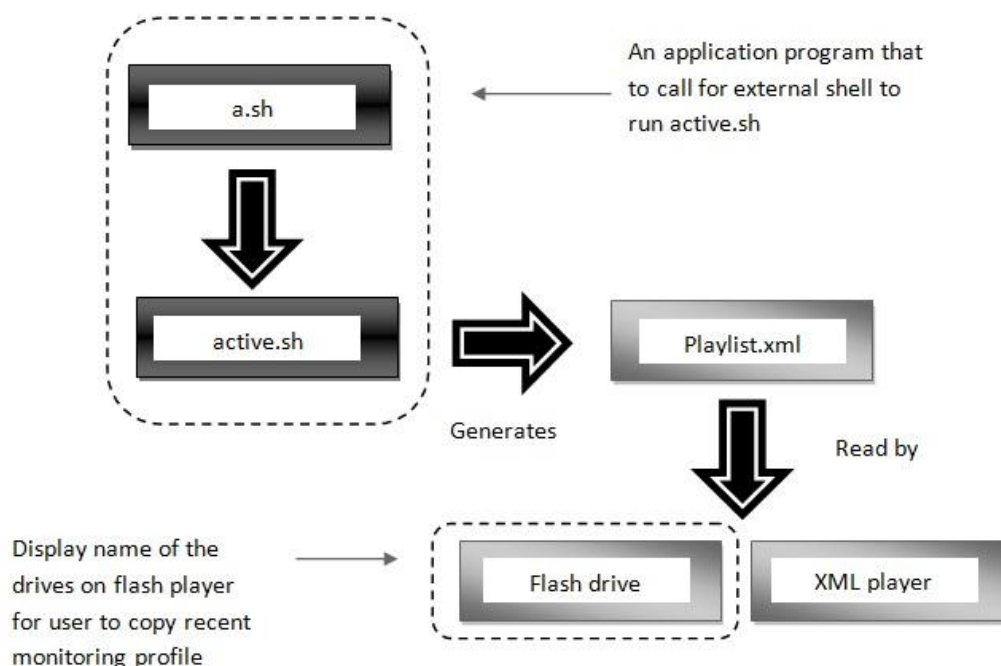 An application program that
to call for external shell to
run active.sh
a.sh
active.sh
Playlist.xml
Generates
Read by
Display name of the
drives on flash player
for user to copy recent
monitoring profile
Flash drive
XML player